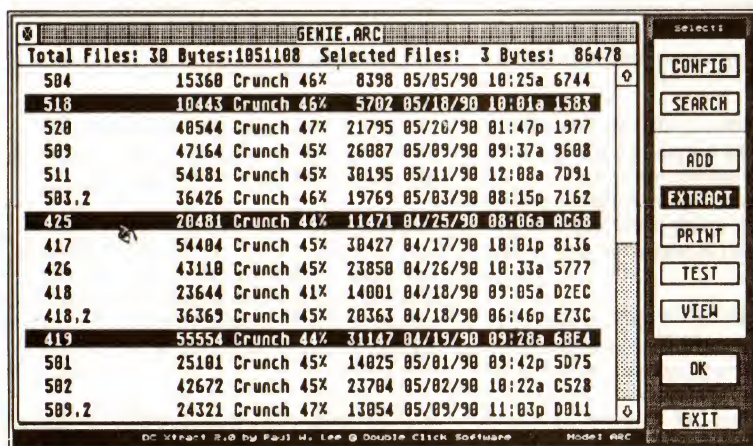 GENIE.ARC
Total Files: 30 Bytes:1051108 Selected Files: 3 Bytes: 86478
504 15360 Crunch 46% 8398 05/05/90 10:25a 6744
518 10443 Crunch 46% 5702 05/18/90 10:01a 1583
520 40544 Crunch 47% 21795 05/20/90 01:47p 1977
509 47164 Crunch 45% 26087 05/09/90 09:37a 9608
511 54181 Crunch 45% 30195 05/11/90 12:08a 7D91
503.2 36426 Crunch 46% 19769 05/03/90 08:15p 7162
425 20481 Crunch 44% 11471 04/25/90 08:06a AC68
417 54404 Crunch 45% 30427 04/17/90 10:01p 8136
426 43110 Crunch 45% 23850 04/26/90 10:33a 5777
418 23644 Crunch 41% 14001 04/18/90 09:05a D2EC
418.2 36369 Crunch 45% 20363 04/18/90 06:46p E73C
419 55554 Crunch 44% 31147 04/19/90 09:28a 6BE4
501 25101 Crunch 45% 14025 05/01/90 09:42p 5D75
502 42672 Crunch 45% 23704 05/02/90 10:22a C528
509.2 24321 Crunch 47% 13054 05/09/90 11:03p D011
DC Xtract 2.0 by Paul W. Lee @ Double Click Software Mode: ARC
Select:
CONFIG
SEARCH
ADD
EXTRACT
PRINT
TEST
VIEW
OK
EXIT